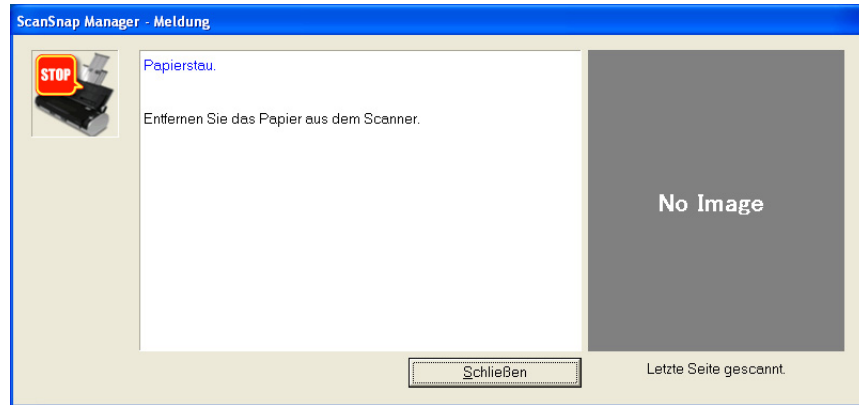 ScanSnap Manager - Meldung
STOP
Papierstau.
Entfernen Sie das Papier aus dem Scanner.
No Image
Schließen
Letzte Seite gescannt.